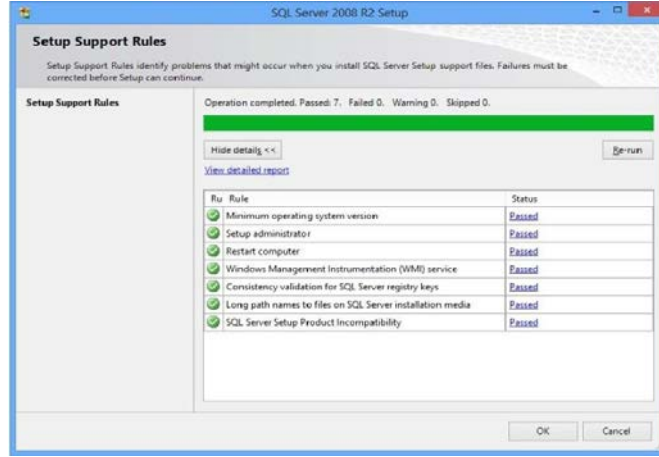 SQL Server 2008 R2 Setup
Setup Support Rules
Setup Support Rules identify problems that might occur when you install SQL Server Setup support files. Failures must be
corrected before Setup can continue.
Setup Support Rules
Operation completed. Passed: 7. Failed 0. Warning 0. Skipped 0.
Hide details <<
Re-run
View detailed report
Ru Rule Status
Minimum operating system version Passed
Setup administrator Passed
Restart computer Passed
Windows Management Instrumentation (WMI) service Passed
Consistency validation for SQL Server registry keys Passed
Long path names to files on SQL Server installation media Passed
SQL Server Setup Product Incompatibility Passed
OK Cancel